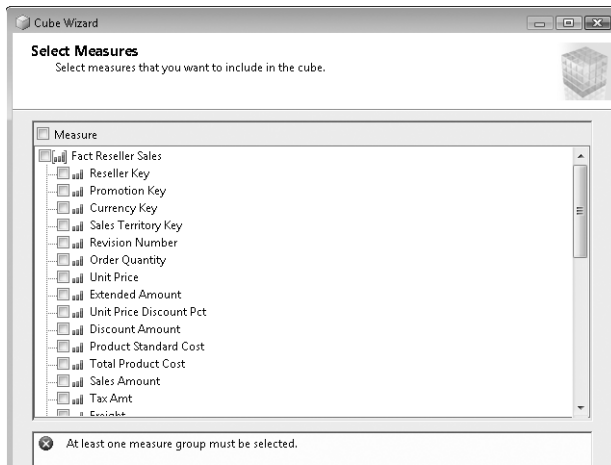 Cube Wizard
Select Measures
Select measures that you want to include in the cube.
Measure
Fact Reseller Sales
Reseller Key
Promotion Key
Currency Key
Sales Territory Key
Revision Number
Order Quantity
Unit Price
Extended Amount
Unit Price Discount Pct
Discount Amount
Product Standard Cost
Total Product Cost
Sales Amount
Tax Amt
Freight
At least one measure group must be selected.